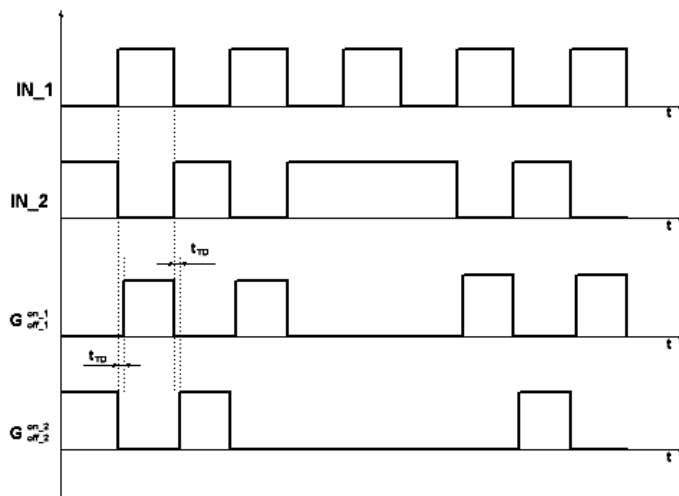 IN_1
t
IN_2
t
t_TD
G on_1 off_1
t
t_TD
G on_2 off_2
t